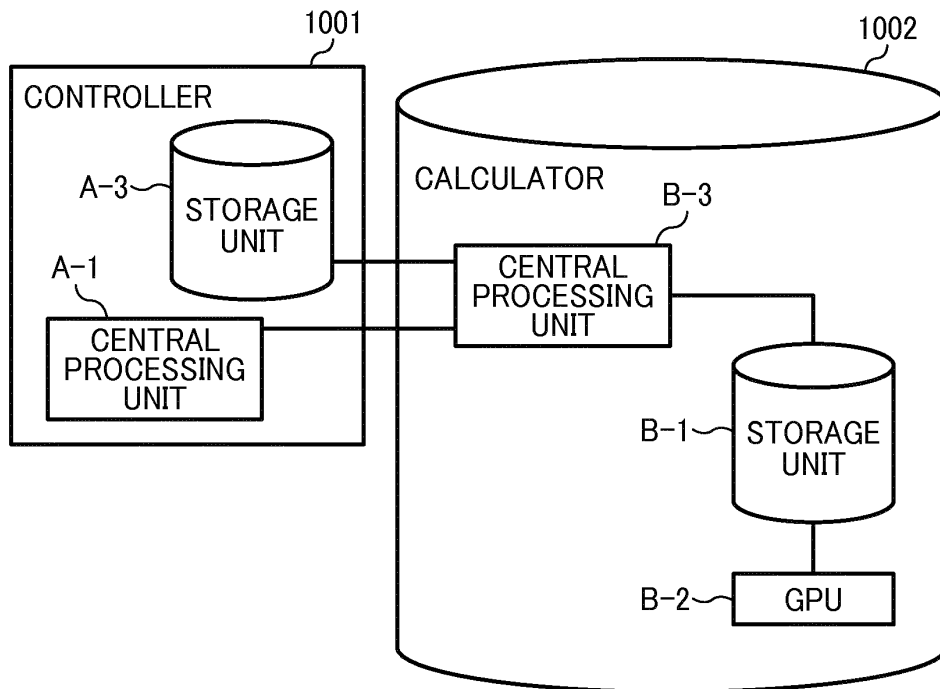 1001
1002
CONTROLLER
A-3
STORAGE
UNIT
CALCULATOR
B-3
CENTRAL
PROCESSING
UNIT
A-1
CENTRAL
PROCESSING
UNIT
B-1
STORAGE
UNIT
B-2
GPU